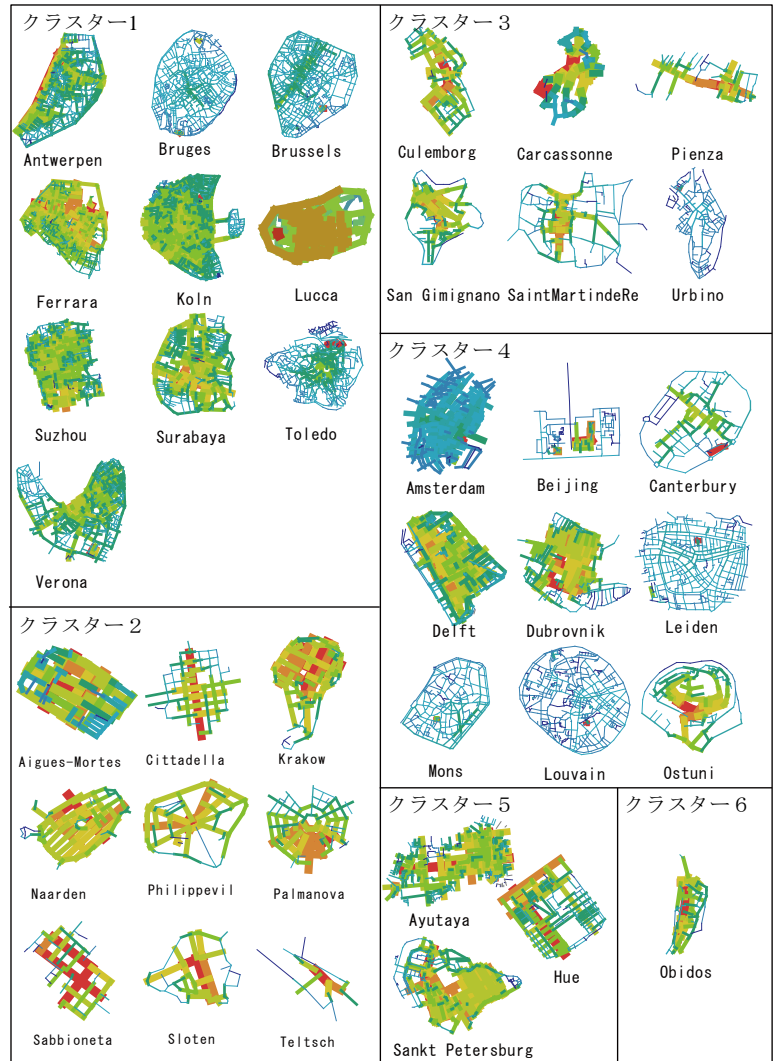 クラスター1
Antwerpen
Bruges
Brussels
Ferrara
Koln
Lucca
Suzhou
Surabaya
Toledo
Verona
クラスター2
Aigues-Mortes
Cittadella
Krakow
Naarden
Philippevil
Palmanova
Sabbioneta
Sloten
Teltsch
クラスター3
Culemborg
Carcassonne
Pienza
San Gimignano
SaintMartindeRe
Urbino
クラスター4
Amsterdam
Beijing
Canterbury
Delft
Dubrovnik
Leiden
Mons
Louvain
Ostuni
クラスター5
Ayutaya
Hue
Sankt Petersburg
クラスター6
Obidos